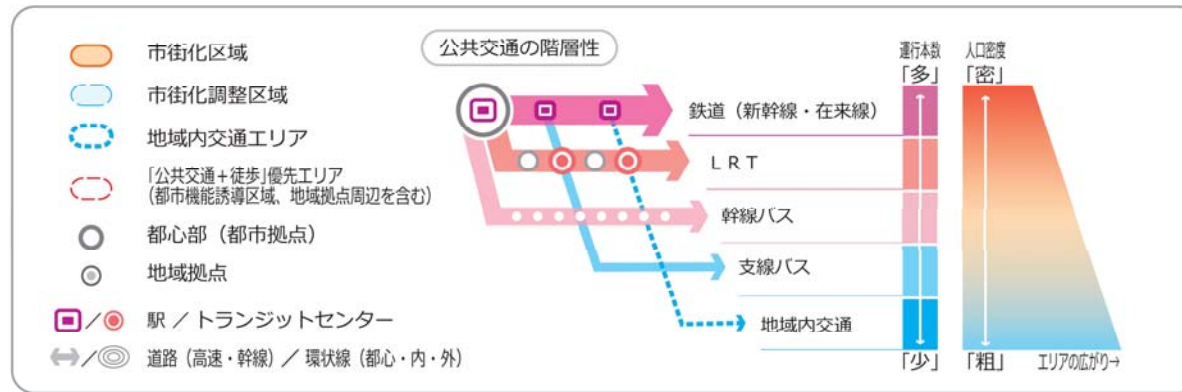 市街化区域
市街化調整区域
地域内交通エリア
「公共交通+徒歩」優先エリア
(都市機能誘導区域、地域拠点周辺を含む)
都心部(都市拠点)
地域拠点
駅 / トランジットセンター
道路(高速・幹線) / 環状線(都心・内・外)
公共交通の階層性
鉄道(新幹線・在来線)
LRT
幹線バス
支線バス
地域内交通
運行本数
「多」
「少」
人口密度
「密」
「粗」
エリアの広がり→